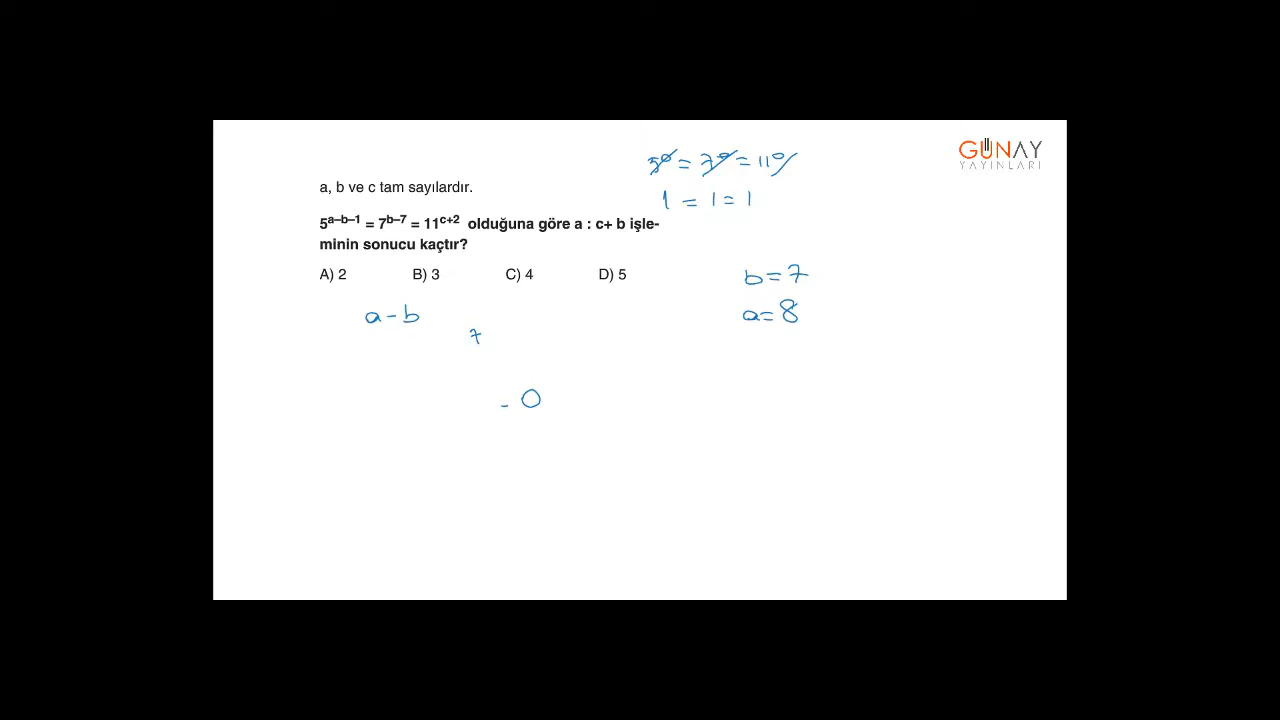 GÜNAY
YAYINLARI
5⁰ = 7⁰ = 11⁰
1 = 1 = 1
a, b ve c tam sayılardır.
5^a–b–1 = 7^b–7 = 11^c+2 olduğuna göre a : c+ b işle-
minin sonucu kaçtır?
A) 2 B) 3 C) 4 D) 5
b = 7
a = 8
a - b
7
- 0